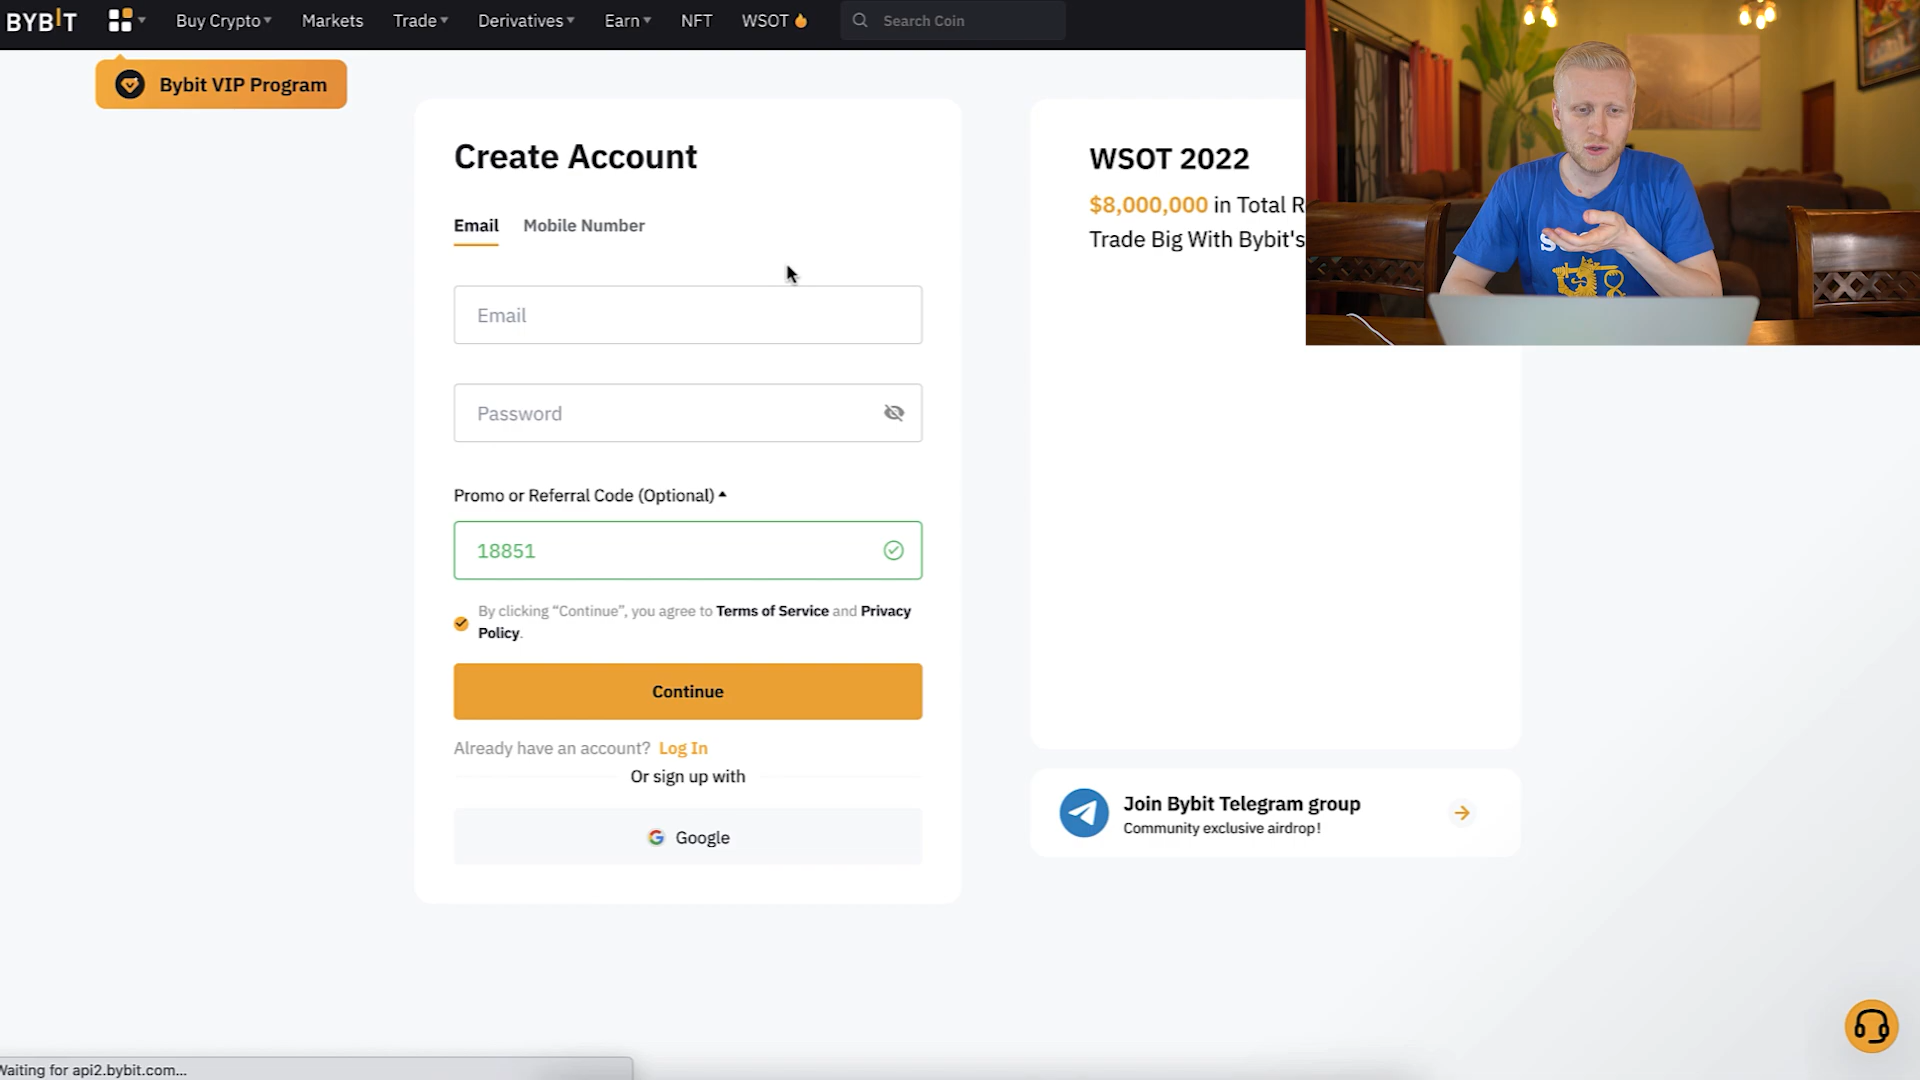 BYBIT
Buy Crypto
Markets
Trade
Derivatives
Earn
NFT
WSOT
Search Coin
Bybit VIP Program
Create Account
Email
Mobile Number
Email
Password
Promo or Referral Code (Optional)
18851
By clicking “Continue”, you agree to Terms of Service and Privacy
Policy.
Continue
Already have an account? Log In
Or sign up with
Google
WSOT 2022
$8,000,000 in Total R
Trade Big With Bybit's
Join Bybit Telegram group
Community exclusive airdrop!
Waiting for api2.bybit.com...